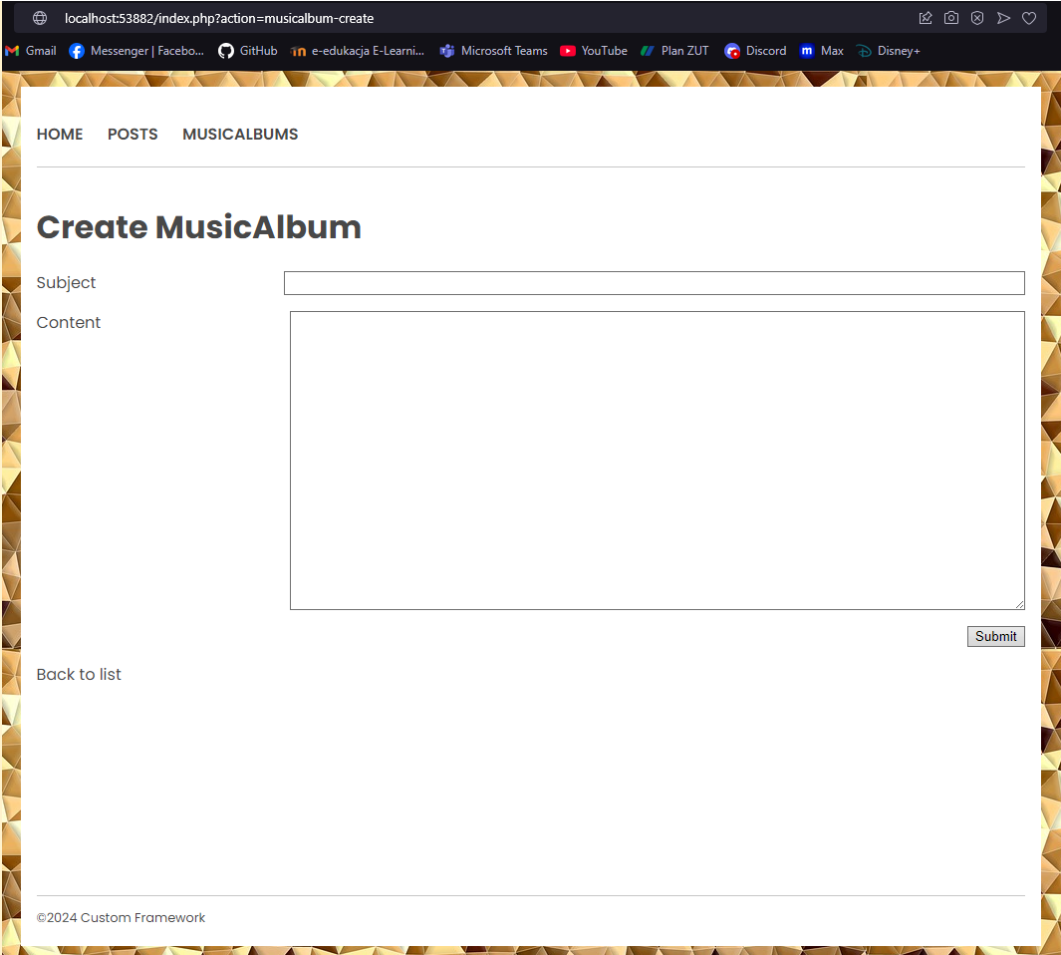 localhost:53882/index.php?action=musicalbum-create
Gmail Messenger | Facebo... GitHub e-edukacja E-Learni... Microsoft Teams YouTube Plan ZUT Discord m Max Disney+
HOME POSTS MUSICALBUMS
Create MusicAlbum
Subject
Content
Submit
Back to list
©2024 Custom Framework